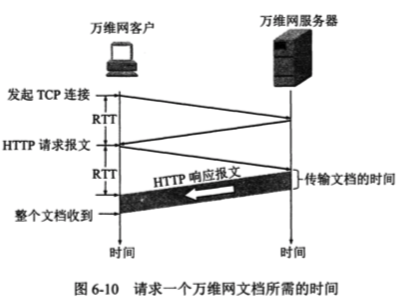 万维网客户
万维网服务器
发起 TCP 连接
RTT
HTTP 请求报文
RTT
HTTP 响应报文
传输文档的时间
整个文档收到
时间
时间
图 6-10 请求一个万维网文档所需的时间